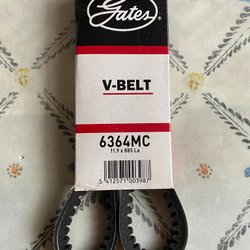 Gates
V-BELT
6364MC
11.9 x 885 La
5 412571 003987